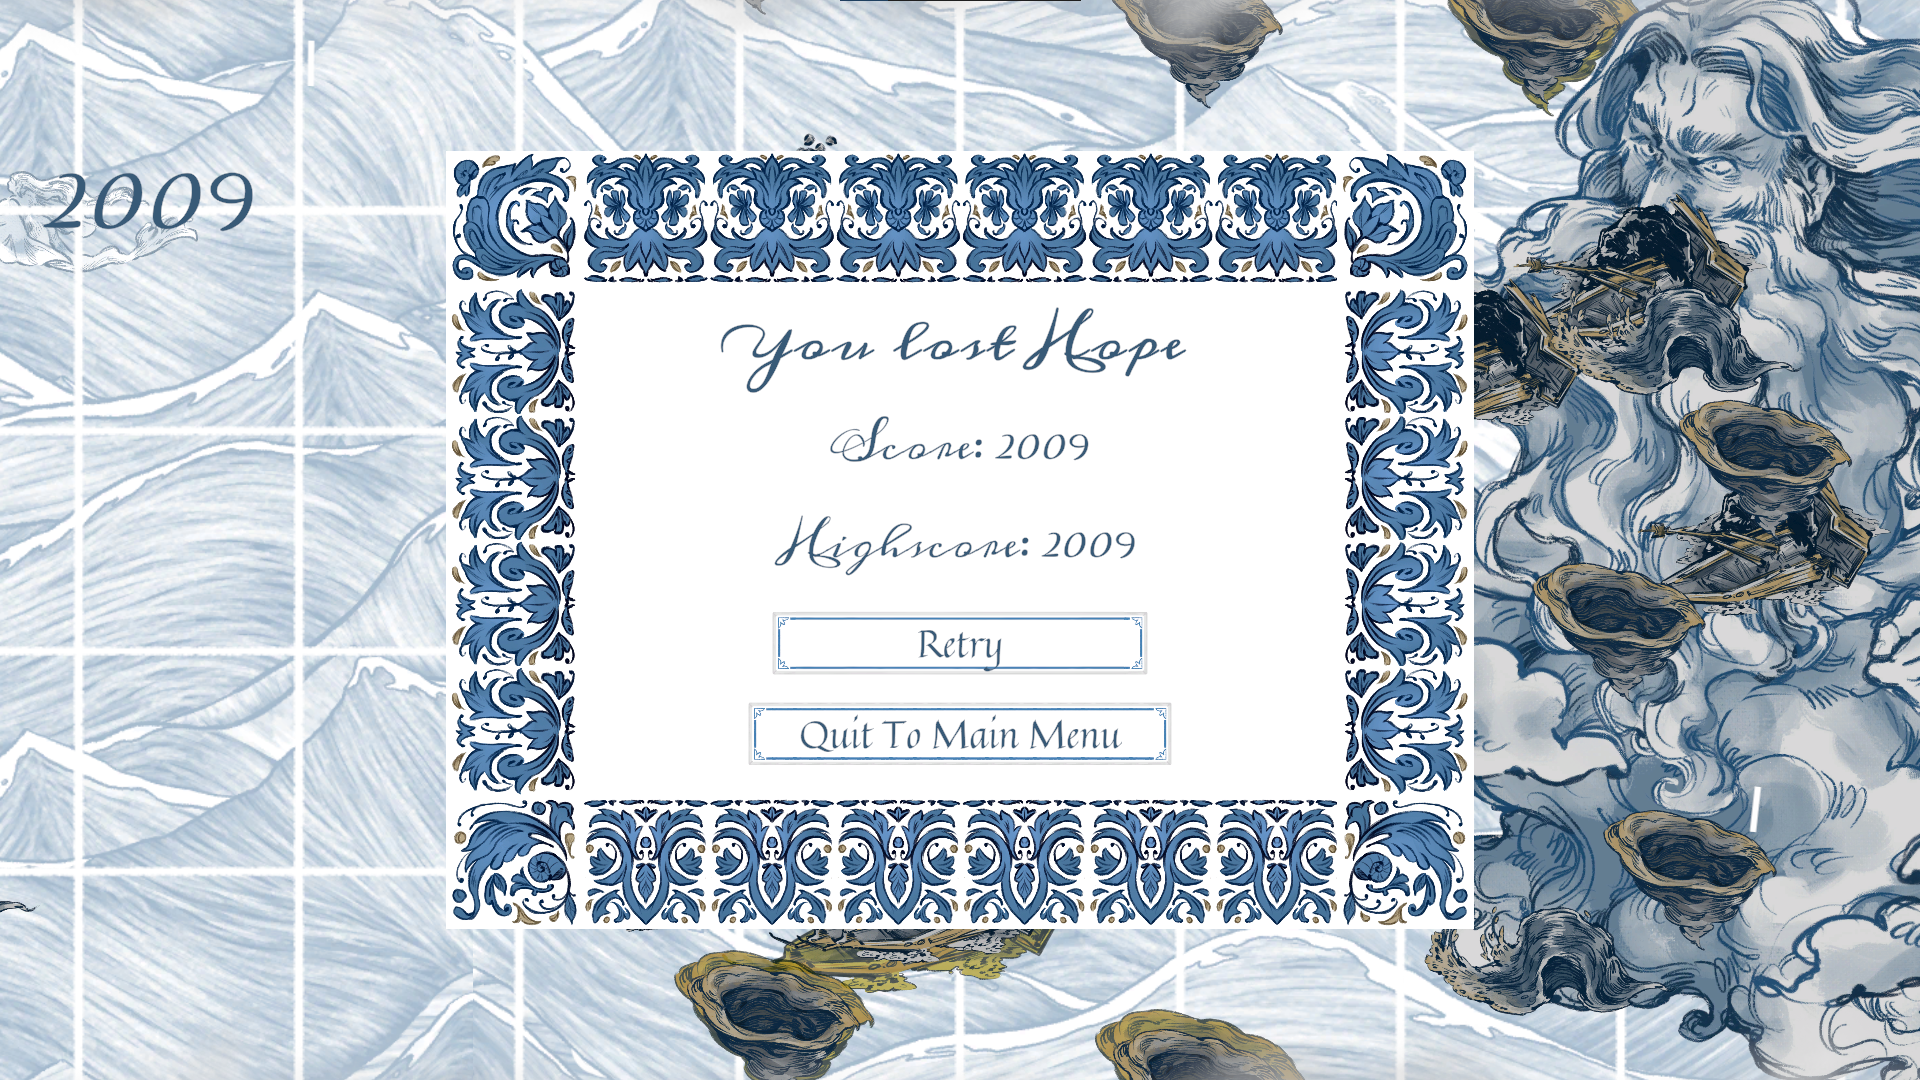 2009
You lost Hope
Score: 2009
Highscore: 2009
Retry
Quit To Main Menu